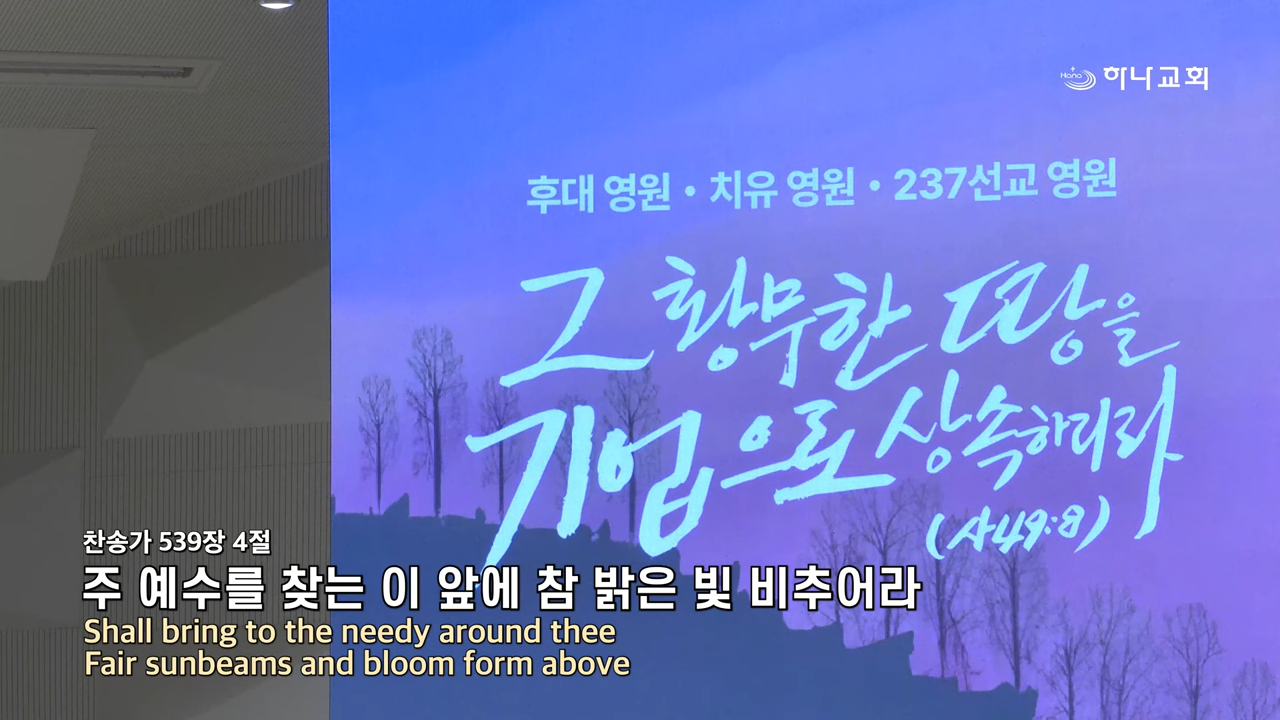 Hana 하나교회
후대 영원 · 치유 영원 · 237선교 영원
그 황무한 땅을
기업으로 상속하리라
(사49:8)
찬송가 539장 4절
주 예수를 찾는 이 앞에 참 밝은 빛 비추어라
Shall bring to the needy around thee
Fair sunbeams and bloom form above